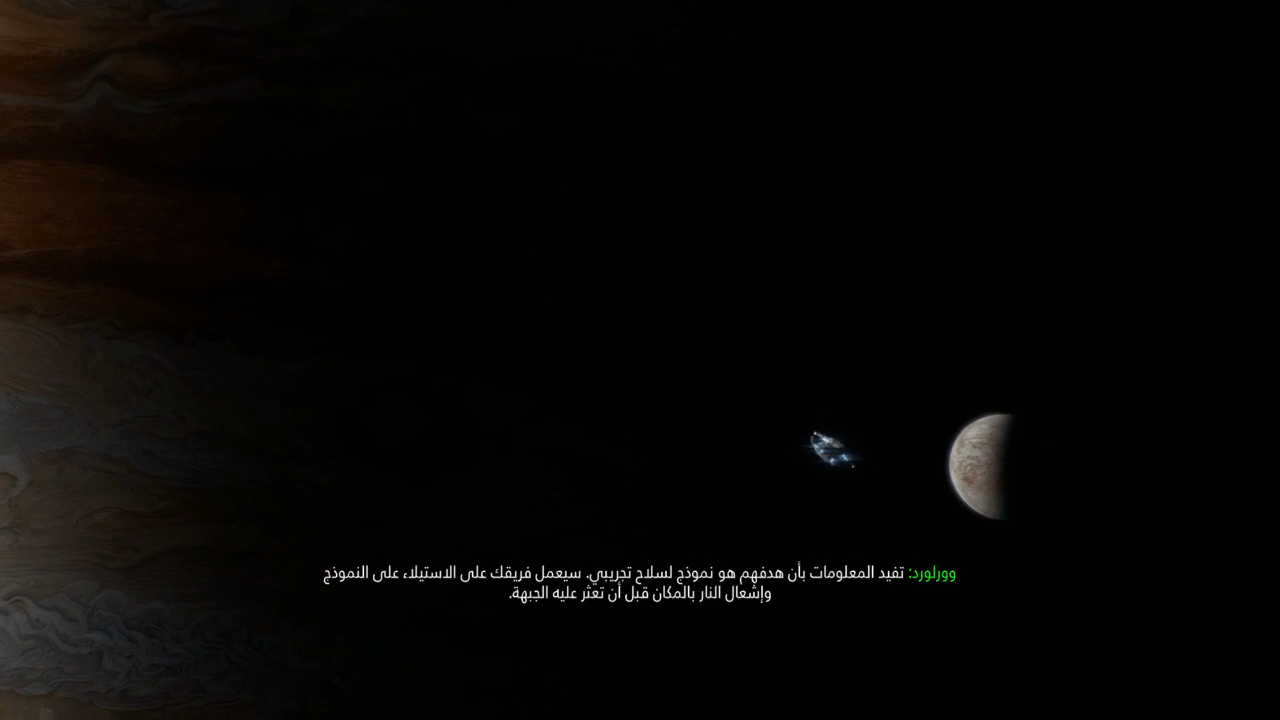 وورلورد: تفيد المعلومات بأن هدفهم هو نموذج لسلاح تجريبي. سيعمل فريقك على الاستيلاء على النموذج
وإشعال النار بالمكان قبل أن تعثر عليه الجبهة.